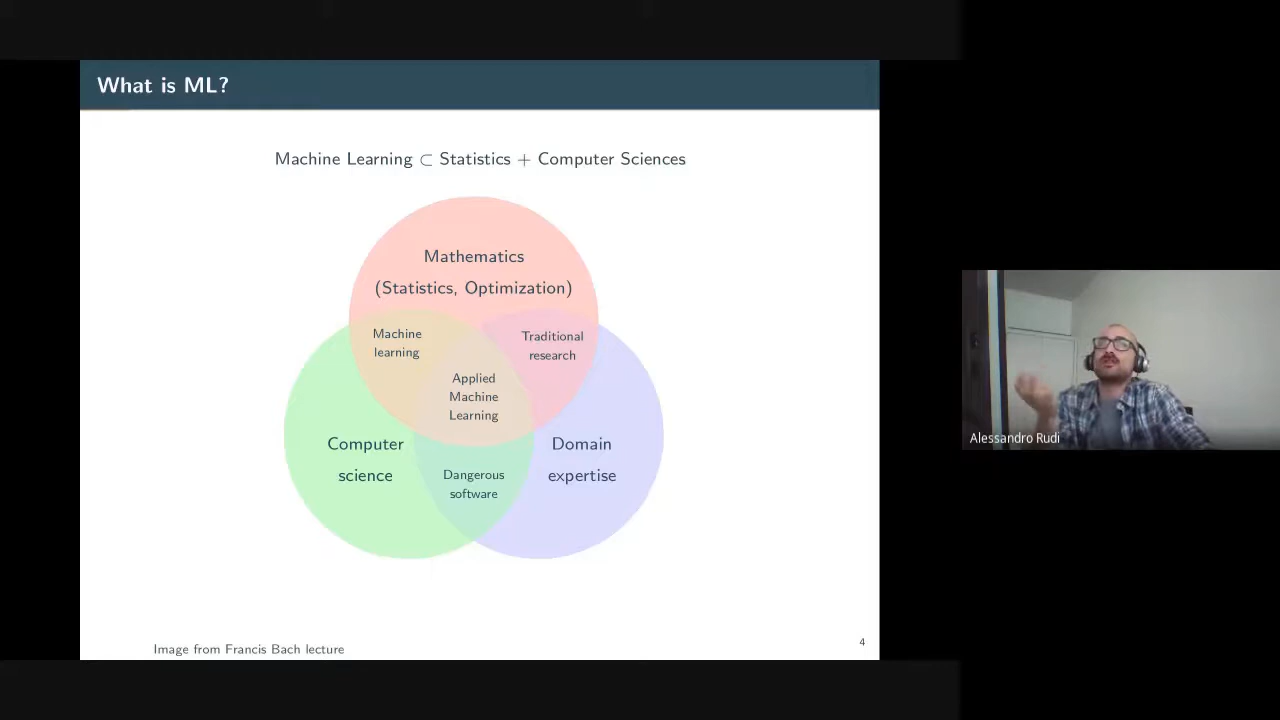 What is ML?
Machine Learning ⊂ Statistics + Computer Sciences
Mathematics
(Statistics, Optimization)
Machine
learning
Traditional
research
Applied
Machine
Learning
Computer
science
Domain
expertise
Dangerous
software
Image from Francis Bach lecture
4
Alessandro Rudi